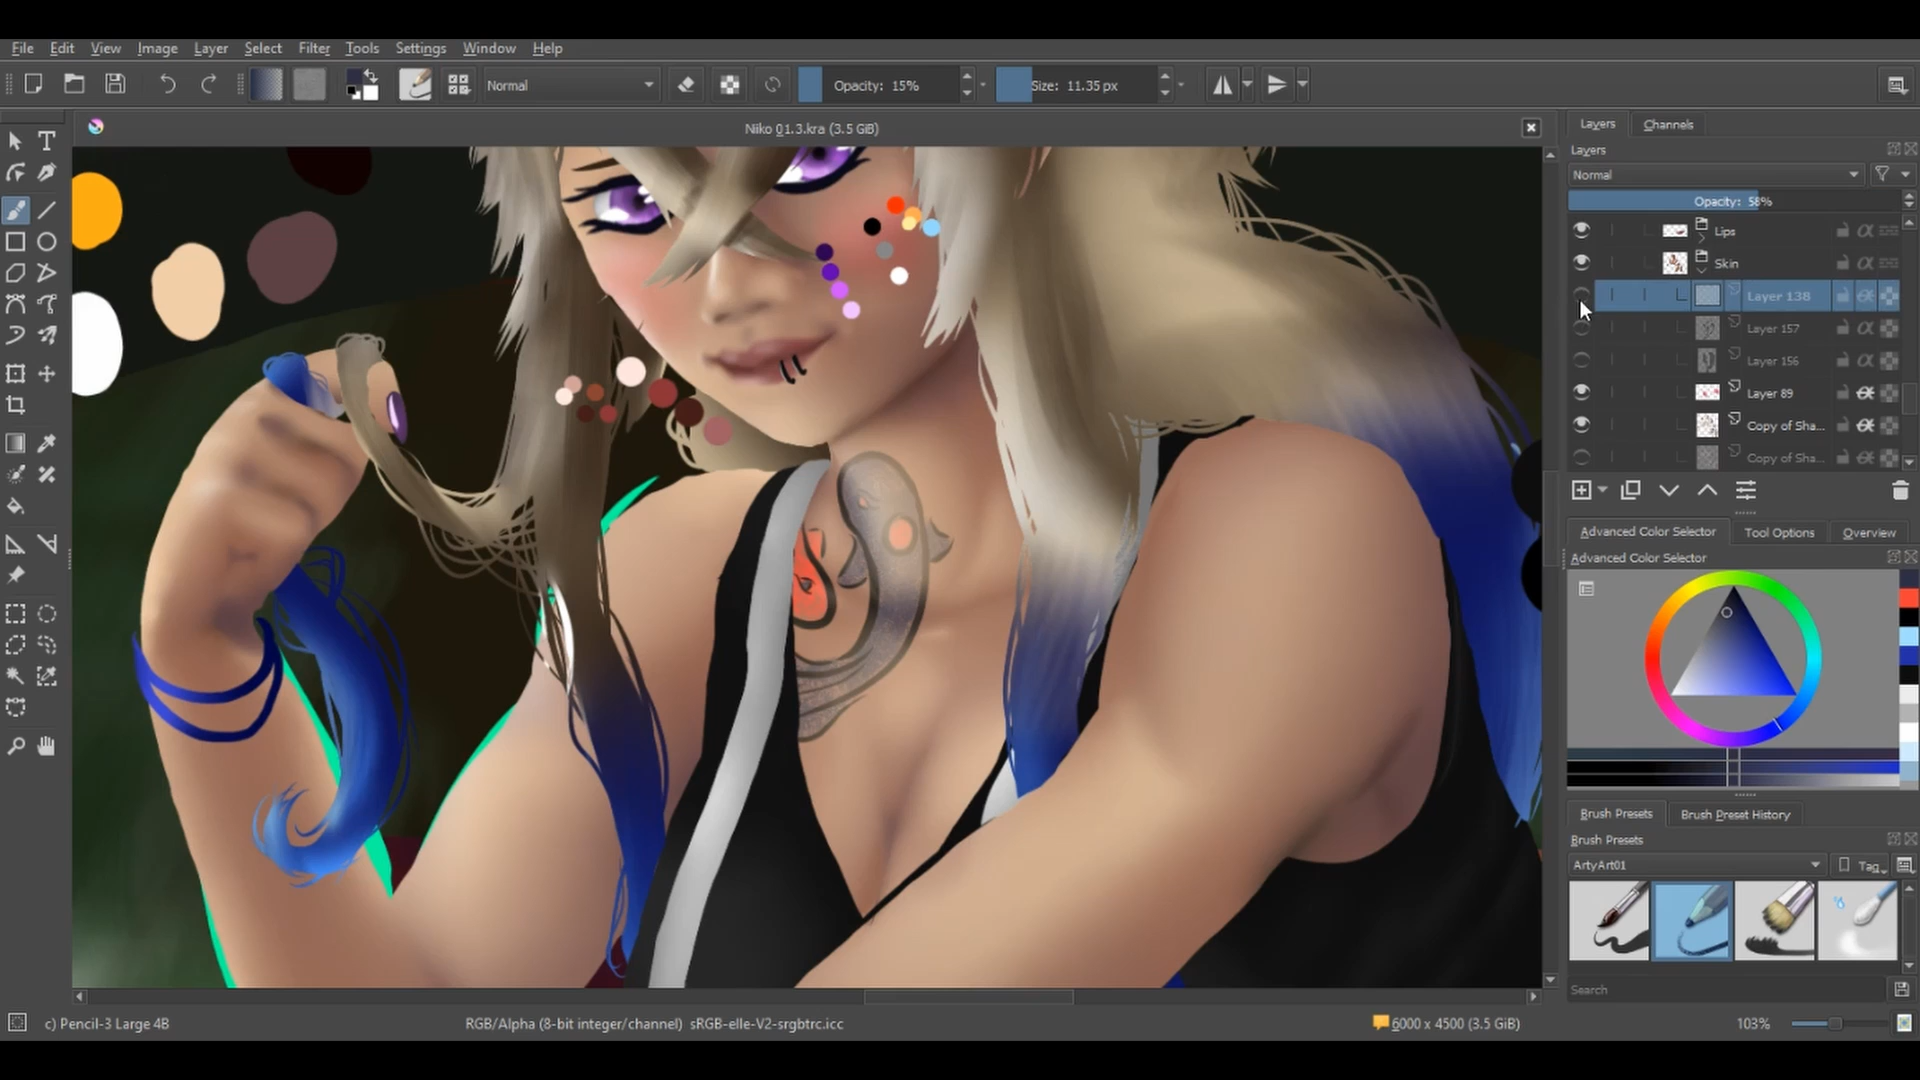 File Edit View Image Layer Select Filter Tools Settings Window Help
Normal Opacity: 15% Size: 11.35 px
Niiko 01.3.kra (3.5 GiB)
Layers Channels
Layers
Normal
Opacity: 58%
Lips
Skin
Layer 138
Layer 157
Layer 156
Layer 89
Copy of Sha...
Copy of Sha...
Advanced Color Selector Tool Options Overview
Advanced Color Selector
Brush Presets Brush Preset History
Brush Presets
ArtyArt01 Tag
Search
c) Pencil-3 Large 4B RGB/Alpha (8-bit integer/channel) sRGB-elle-V2-srgbtrc.icc 6000 x 4500 (3.5 GiB) 103%